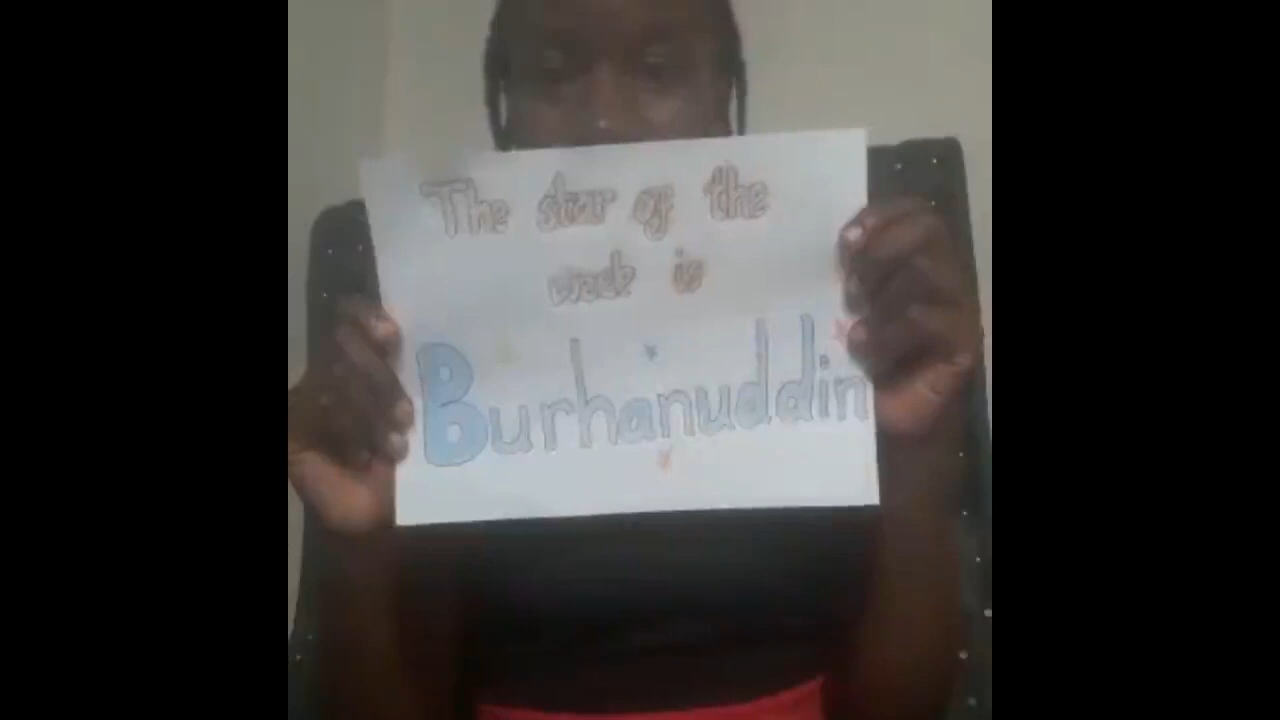 The star of the
week is
Burhanuddin